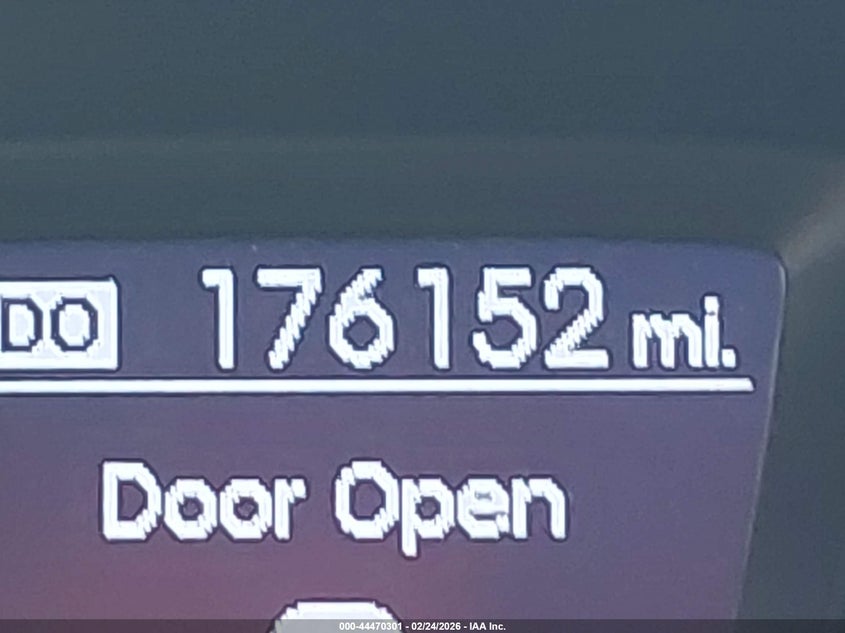 DO 176152 mi.
Door Open
000-44470301 - 02/24/2026 - IAA Inc.